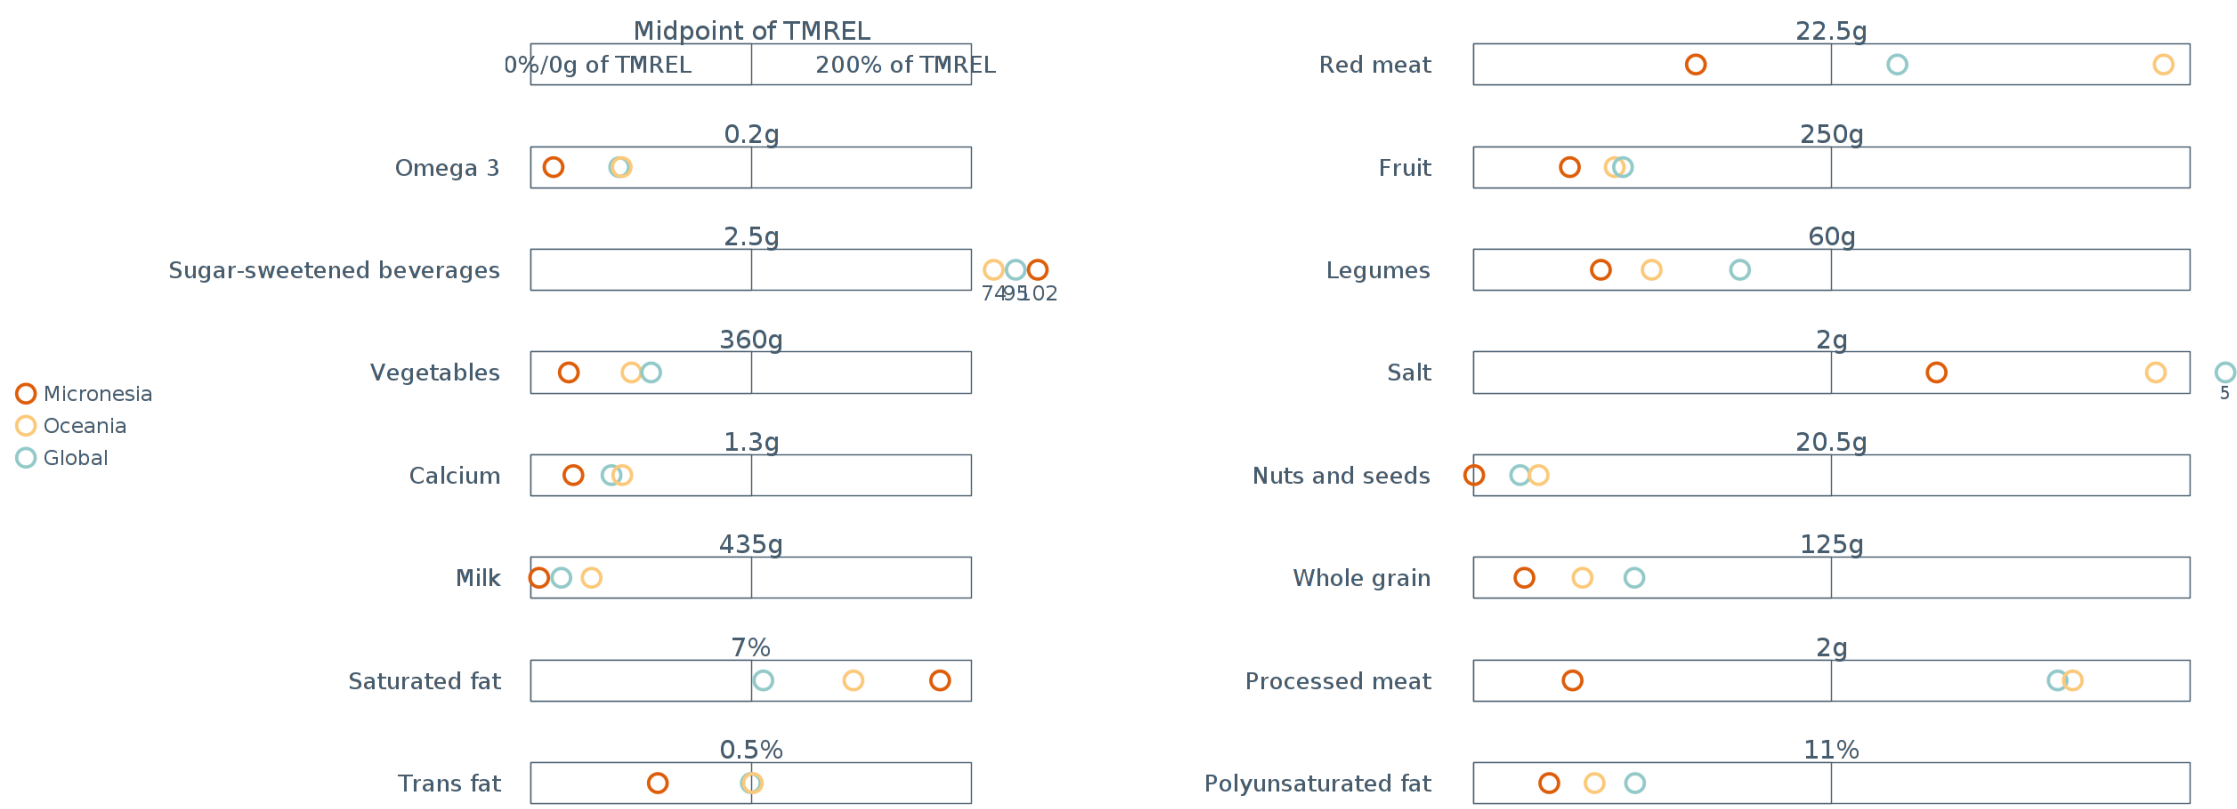 Midpoint of TMREL
0%/0g of TMREL
200% of TMREL
0.2g
Omega 3
2.5g
Sugar-sweetened beverages
74
95
102
360g
Vegetables
1.3g
Calcium
435g
Milk
7%
Saturated fat
0.5%
Trans fat
Micronesia
Oceania
Global
22.5g
Red meat
250g
Fruit
60g
Legumes
2g
Salt
5
20.5g
Nuts and seeds
125g
Whole grain
2g
Processed meat
11%
Polyunsaturated fat